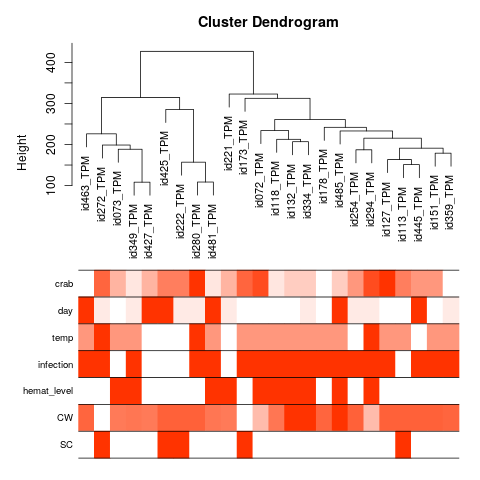 Cluster Dendrogram
Height
400
300
200
100
id463_TPM
id272_TPM
id073_TPM
id349_TPM
id427_TPM
id425_TPM
id222_TPM
id280_TPM
id481_TPM
id221_TPM
id173_TPM
id072_TPM
id118_TPM
id132_TPM
id334_TPM
id178_TPM
id485_TPM
id254_TPM
id294_TPM
id127_TPM
id113_TPM
id445_TPM
id151_TPM
id359_TPM
crab
day
temp
infection
hemat_level
CW
SC